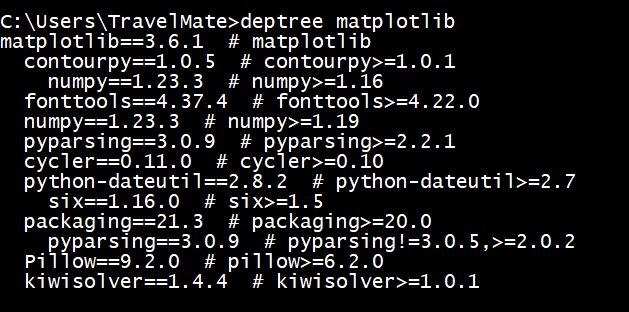 C:\Users\TravelMate>deptree matplotlib
matplotlib==3.6.1  # matplotlib
  contourpy==1.0.5  # contourpy>=1.0.1
    numpy==1.23.3  # numpy>=1.16
  fonttools==4.37.4  # fonttools>=4.22.0
  numpy==1.23.3  # numpy>=1.19
  pyparsing==3.0.9  # pyparsing>=2.2.1
  cycler==0.11.0  # cycler>=0.10
  python-dateutil==2.8.2  # python-dateutil>=2.7
    six==1.16.0  # six>=1.5
  packaging==21.3  # packaging>=20.0
    pyparsing==3.0.9  # pyparsing!=3.0.5,>=2.0.2
  Pillow==9.2.0  # pillow>=6.2.0
  kiwisolver==1.4.4  # kiwisolver>=1.0.1